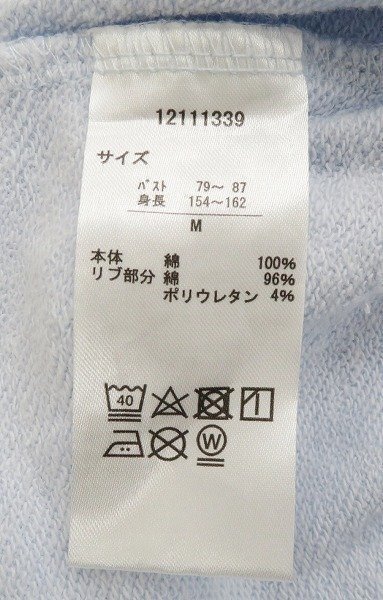 12111339
サイズ
バスト 79～ 87
身長 154～162
M
本体 綿 100%
リブ部分 綿 96%
ポリウレタン 4%
40
W